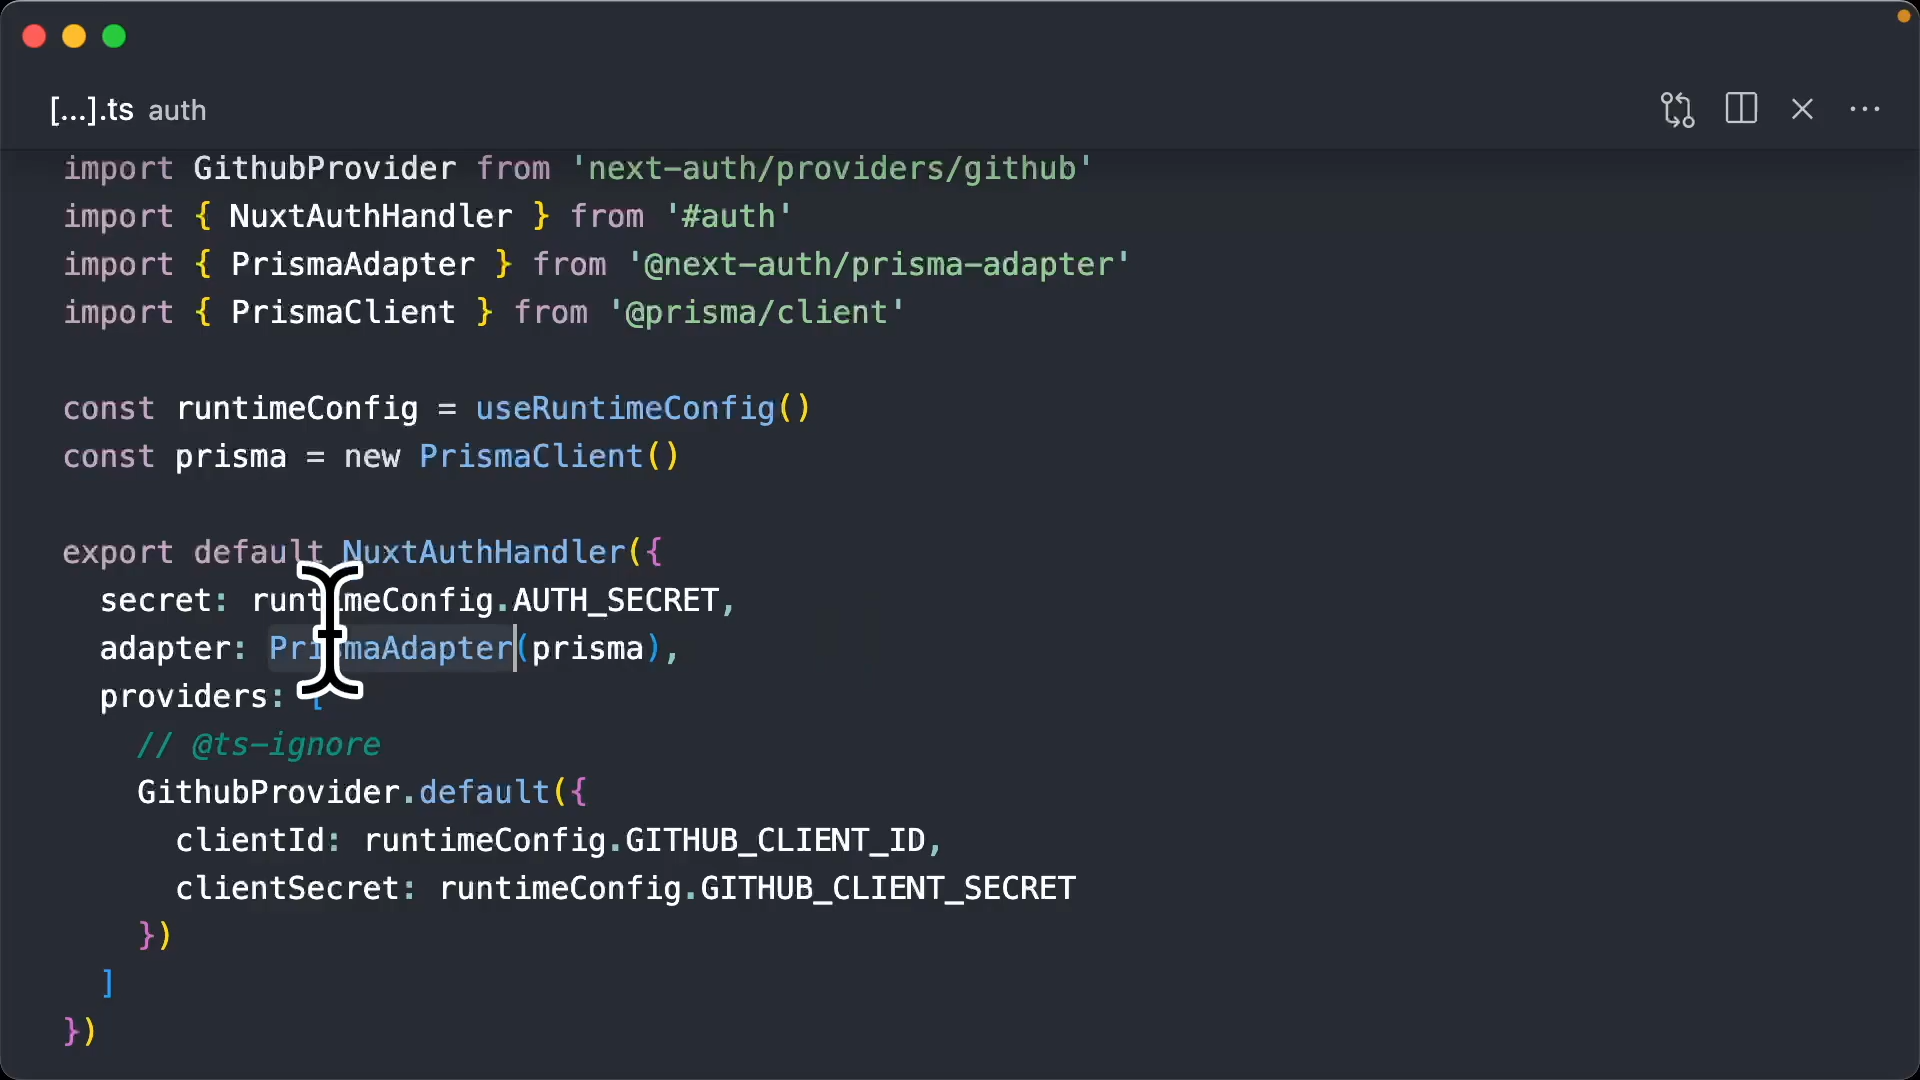 [...].ts auth
import GithubProvider from 'next-auth/providers/github'
import { NuxtAuthHandler } from '#auth'
import { PrismaAdapter } from '@next-auth/prisma-adapter'
import { PrismaClient } from '@prisma/client'
const runtimeConfig = useRuntimeConfig()
const prisma = new PrismaClient()
export default NuxtAuthHandler({
  secret: runtimeConfig.AUTH_SECRET,
  adapter: PrismaAdapter(prisma),
  providers: [
    // @ts-ignore
    GithubProvider.default({
      clientId: runtimeConfig.GITHUB_CLIENT_ID,
      clientSecret: runtimeConfig.GITHUB_CLIENT_SECRET
    })
  ]
})